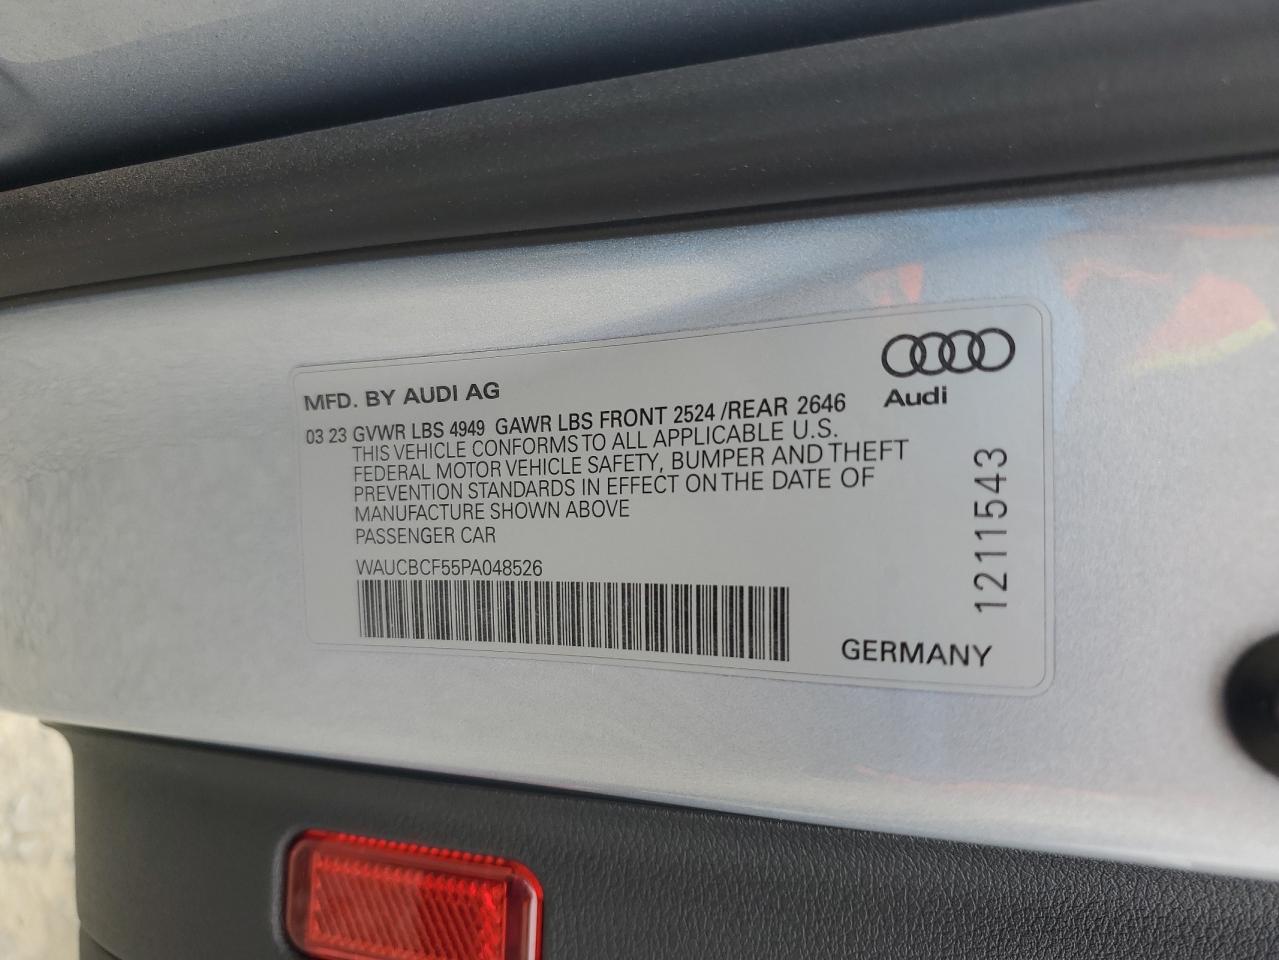 MFD. BY AUDI AG
Audi
03 23 GVWR LBS 4949 GAWR LBS FRONT 2524 /REAR 2646
THIS VEHICLE CONFORMS TO ALL APPLICABLE U.S.
FEDERAL MOTOR VEHICLE SAFETY, BUMPER AND THEFT
PREVENTION STANDARDS IN EFFECT ON THE DATE OF
MANUFACTURE SHOWN ABOVE
PASSENGER CAR
WAUCBCF55PA048526
GERMANY
1211543